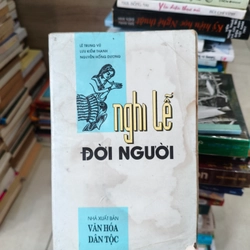 LÊ TRUNG VŨ
LƯU KIẾM THANH
NGUYỄN HỒNG DƯƠNG
nghi lễ
ĐỜI NGƯỜI
NHÀ XUẤT BẢN
VĂN HÓA
DÂN TỘC